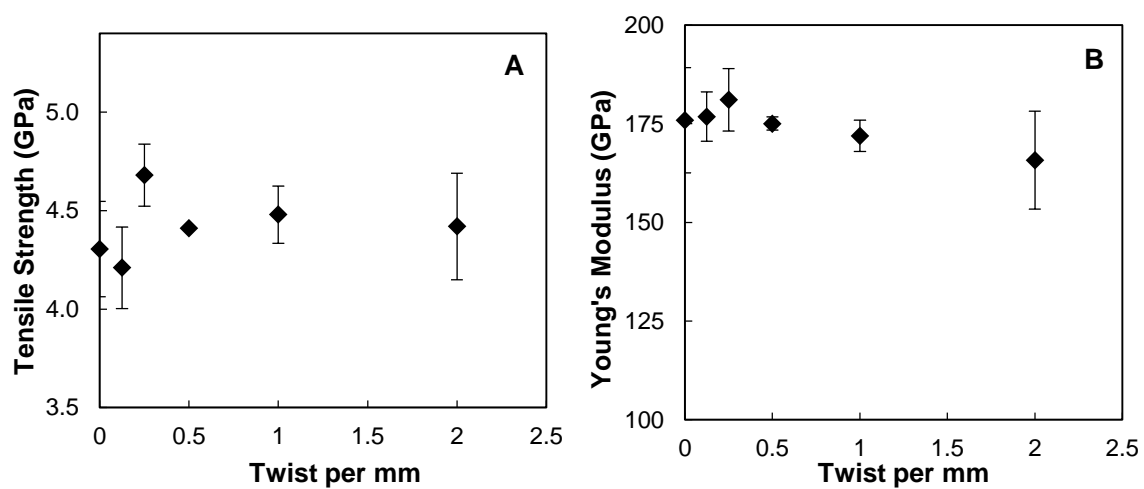 A
Tensile Strength (GPa)
5.0
4.5
4.0
3.5
0 0.5 1 1.5 2 2.5
Twist per mm
B
Young's Modulus (GPa)
200
175
150
125
100
0 0.5 1 1.5 2 2.5
Twist per mm